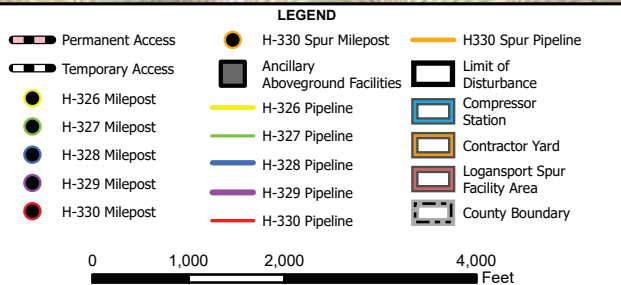 LEGEND
Permanent Access
Temporary Access
H-326 Milepost
H-327 Milepost
H-328 Milepost
H-329 Milepost
H-330 Milepost
H-330 Spur Milepost
Ancillary
Aboveground Facilities
H-326 Pipeline
H-327 Pipeline
H-328 Pipeline
H-329 Pipeline
H-330 Pipeline
H330 Spur Pipeline
Limit of
Disturbance
Compressor
Station
Contractor Yard
Logansport Spur
Facility Area
County Boundary
0 1,000 2,000 4,000
Feet